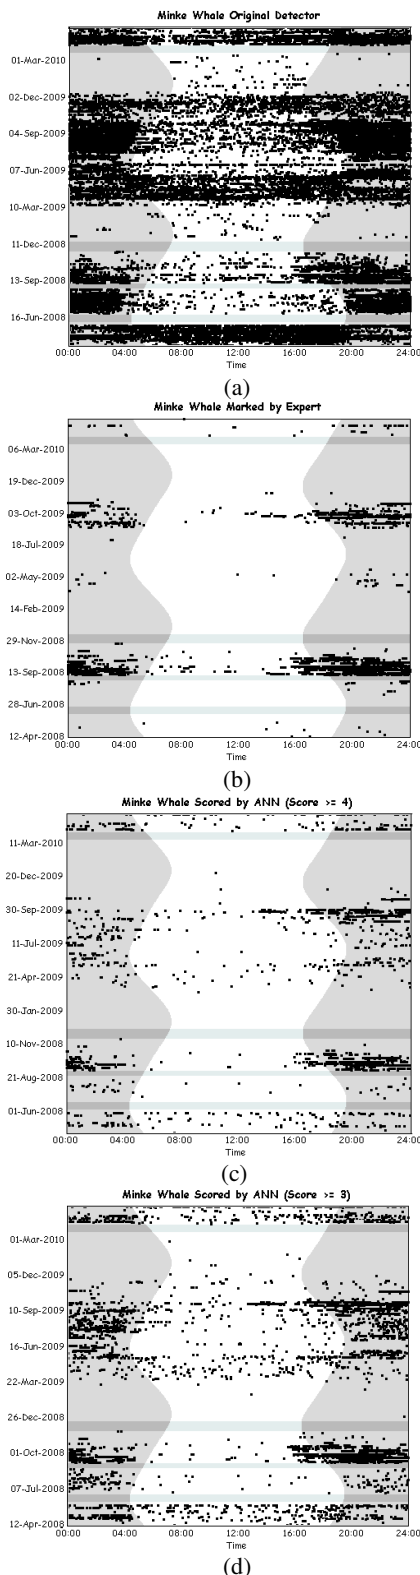 Minke Whale Original Detector
01-Mar-2010
02-Dec-2009
04-Sep-2009
07-Jun-2009
10-Mar-2009
11-Dec-2008
13-Sep-2008
16-Jun-2008
00:00 04:00 08:00 12:00 16:00 20:00 24:00
Time
(a)
Minke Whale Marked by Expert
06-Mar-2010
19-Dec-2009
03-Oct-2009
18-Jul-2009
02-May-2009
14-Feb-2009
29-Nov-2008
13-Sep-2008
28-Jun-2008
12-Apr-2008
00:00 04:00 08:00 12:00 16:00 20:00 24:00
Time
(b)
Minke Whale Scored by ANN (Score >= 4)
11-Mar-2010
20-Dec-2009
30-Sep-2009
11-Jul-2009
21-Apr-2009
30-Jan-2009
10-Nov-2008
21-Aug-2008
01-Jun-2008
00:00 04:00 08:00 12:00 16:00 20:00 24:00
Time
(c)
Minke Whale Scored by ANN (Score >= 3)
01-Mar-2010
05-Dec-2009
10-Sep-2009
16-Jun-2009
22-Mar-2009
26-Dec-2008
01-Oct-2008
07-Jul-2008
12-Apr-2008
00:00 04:00 08:00 12:00 16:00 20:00 24:00
Time
(d)